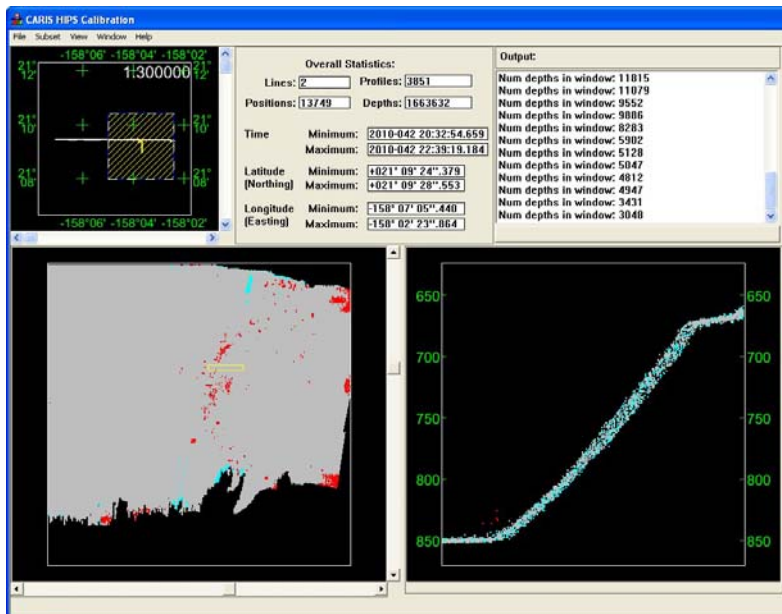 CARIS HIPS Calibration
File Subset View Window Help
-158°06' -158°04' -158°02'
1:300000
21° 12' 21° 12'
21° 10' 21° 10'
21° 08' 21° 08'
-158°06' -158°04' -158°02'
Overall Statistics:
Lines: 2 Profiles: 3851
Positions: 13749 Depths: 1663632
Time Minimum: 2010-042 20:32:54.659
Maximum: 2010-042 22:39:19.184
Latitude Minimum: +021° 09' 24".379
(Northing) Maximum: +021° 09' 28".553
Longitude Minimum: -158° 07' 05".440
(Easting) Maximum: -158° 02' 23".064
Output:
Num depths in window: 11815
Num depths in window: 11079
Num depths in window: 9552
Num depths in window: 9886
Num depths in window: 8283
Num depths in window: 5902
Num depths in window: 5128
Num depths in window: 5047
Num depths in window: 4812
Num depths in window: 4947
Num depths in window: 3431
Num depths in window: 3048
650 650
700 700
750 750
800 800
850 850